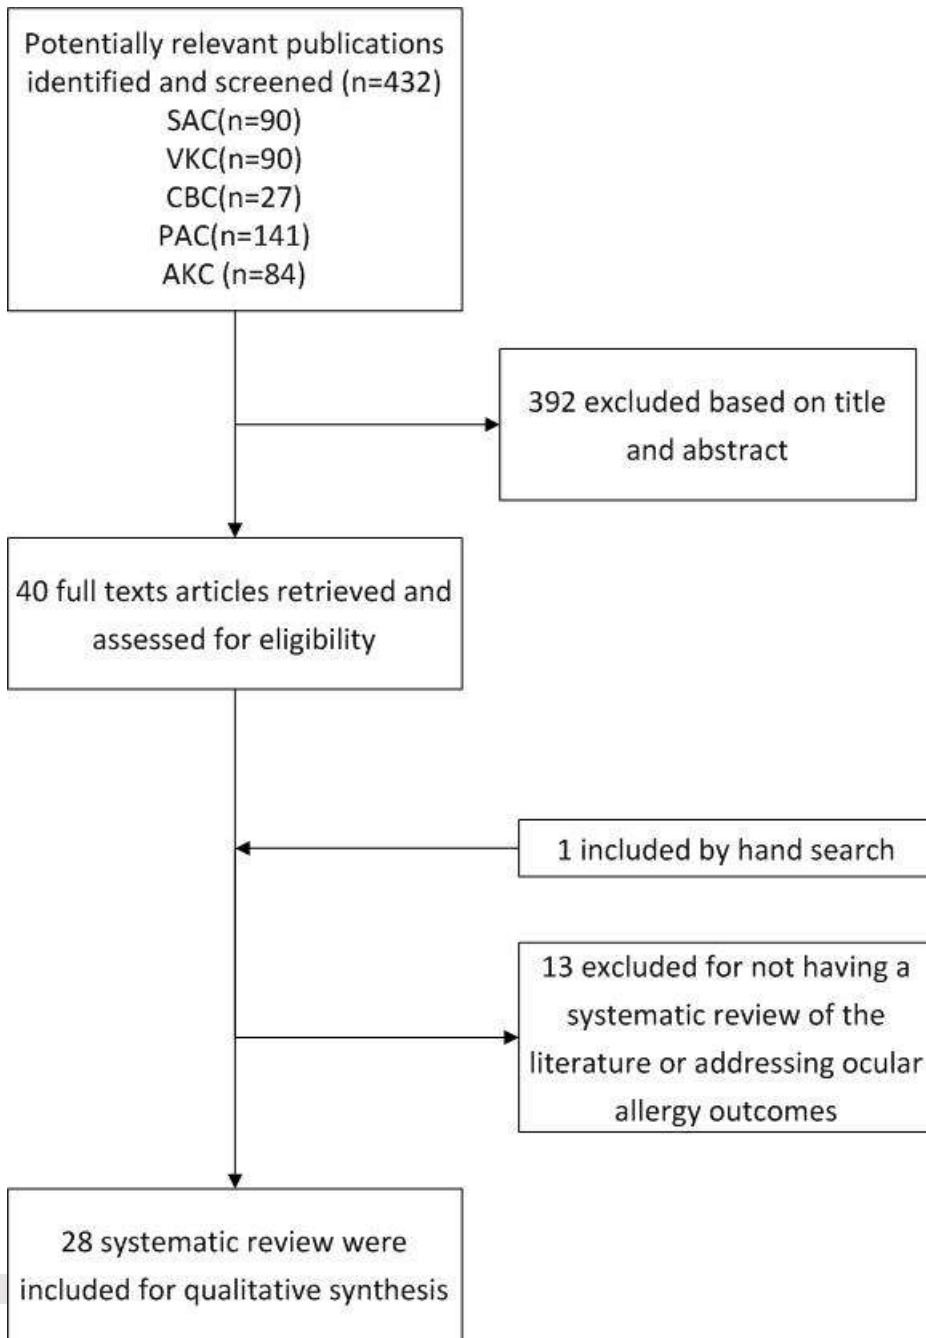 Potentially relevant publications
identified and screened (n=432)
SAC(n=90)
VKC(n=90)
CBC(n=27)
PAC(n=141)
AKC (n=84)
392 excluded based on title
and abstract
40 full texts articles retrieved and
assessed for eligibility
1 included by hand search
13 excluded for not having a
systematic review of the
literature or addressing ocular
allergy outcomes
28 systematic review were
included for qualitative synthesis